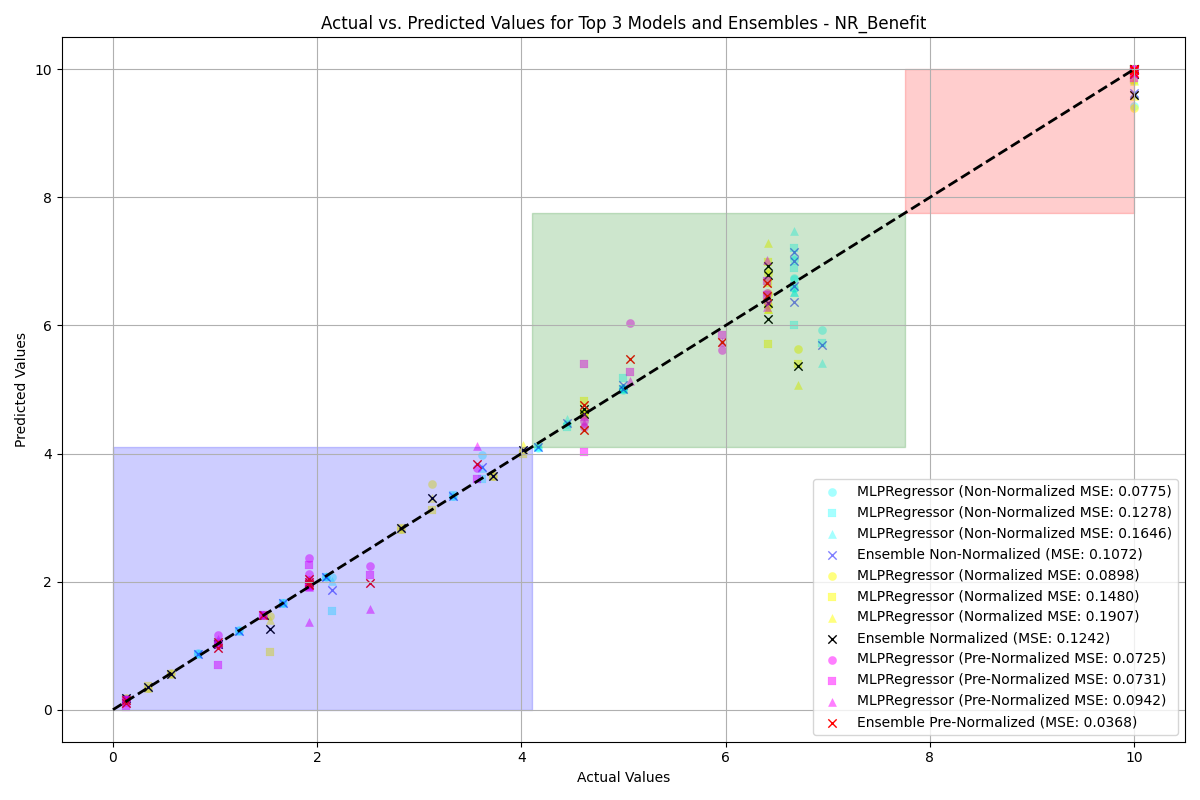 Actual vs. Predicted Values for Top 3 Models and Ensembles - NR_Benefit
Predicted Values
10
8
6
4
2
0
0 2 4 6 8 10
Actual Values
MLPRegressor (Non-Normalized MSE: 0.0775)
MLPRegressor (Non-Normalized MSE: 0.1278)
MLPRegressor (Non-Normalized MSE: 0.1646)
Ensemble Non-Normalized (MSE: 0.1072)
MLPRegressor (Normalized MSE: 0.0898)
MLPRegressor (Normalized MSE: 0.1480)
MLPRegressor (Normalized MSE: 0.1907)
Ensemble Normalized (MSE: 0.1242)
MLPRegressor (Pre-Normalized MSE: 0.0725)
MLPRegressor (Pre-Normalized MSE: 0.0731)
MLPRegressor (Pre-Normalized MSE: 0.0942)
Ensemble Pre-Normalized (MSE: 0.0368)